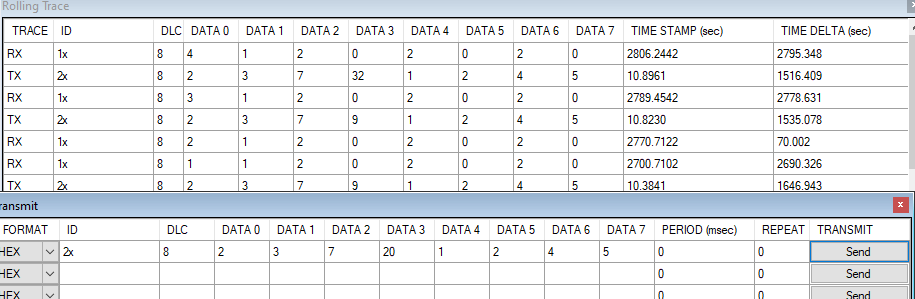 Rolling Trace
TRACE ID DLC DATA 0 DATA 1 DATA 2 DATA 3 DATA 4 DATA 5 DATA 6 DATA 7 TIME STAMP (sec) TIME DELTA (sec)
RX 1x 8 4 1 2 0 2 0 2 0 2806.2442 2795.348
TX 2x 8 2 3 7 32 1 2 4 5 10.8961 1516.409
RX 1x 8 3 1 2 0 2 0 2 0 2789.4542 2778.631
TX 2x 8 2 3 7 9 1 2 4 5 10.8230 1535.078
RX 1x 8 2 1 2 0 2 0 2 0 2770.7122 70.002
RX 1x 8 1 1 2 0 2 0 2 0 2700.7102 2690.326
TX 2x 8 2 3 7 9 1 2 4 5 10.3841 1646.943
ransmit x
FORMAT ID DLC DATA 0 DATA 1 DATA 2 DATA 3 DATA 4 DATA 5 DATA 6 DATA 7 PERIOD (msec) REPEAT TRANSMIT
HEX 2x 8 2 3 7 20 1 2 4 5 0 0 Send
HEX 0 0 Send
HEX 0 0 Send